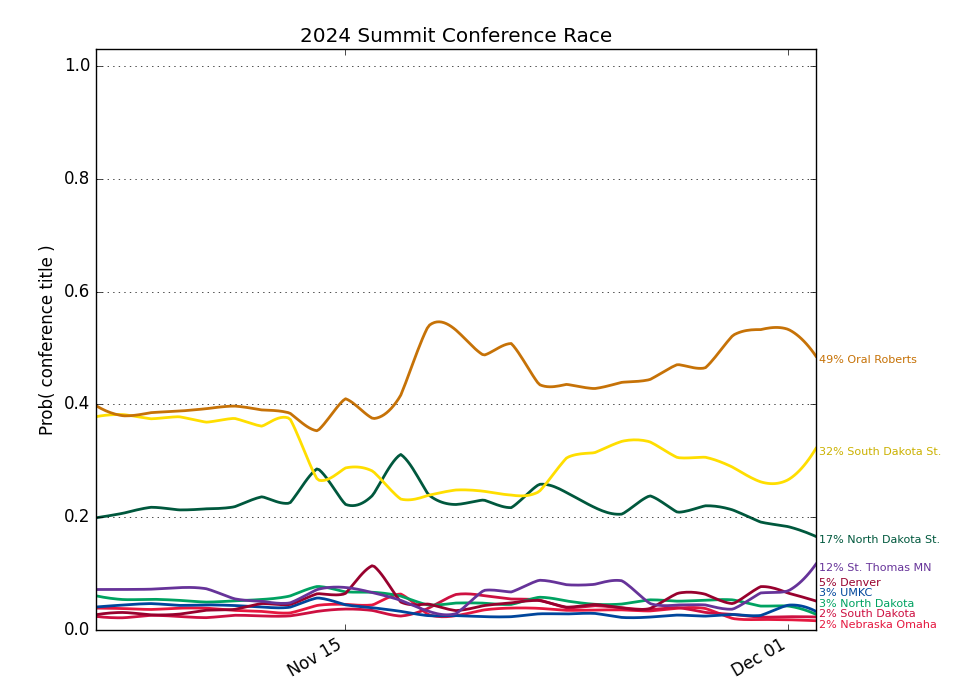 2024 Summit Conference Race
Prob( conference title )
1.0
0.8
0.6
0.4
0.2
0.0
Nov 15
Dec 01
49% Oral Roberts
32% South Dakota St.
17% North Dakota St.
12% St. Thomas MN
5% Denver
3% UMKC
3% North Dakota
2% South Dakota
2% Nebraska Omaha